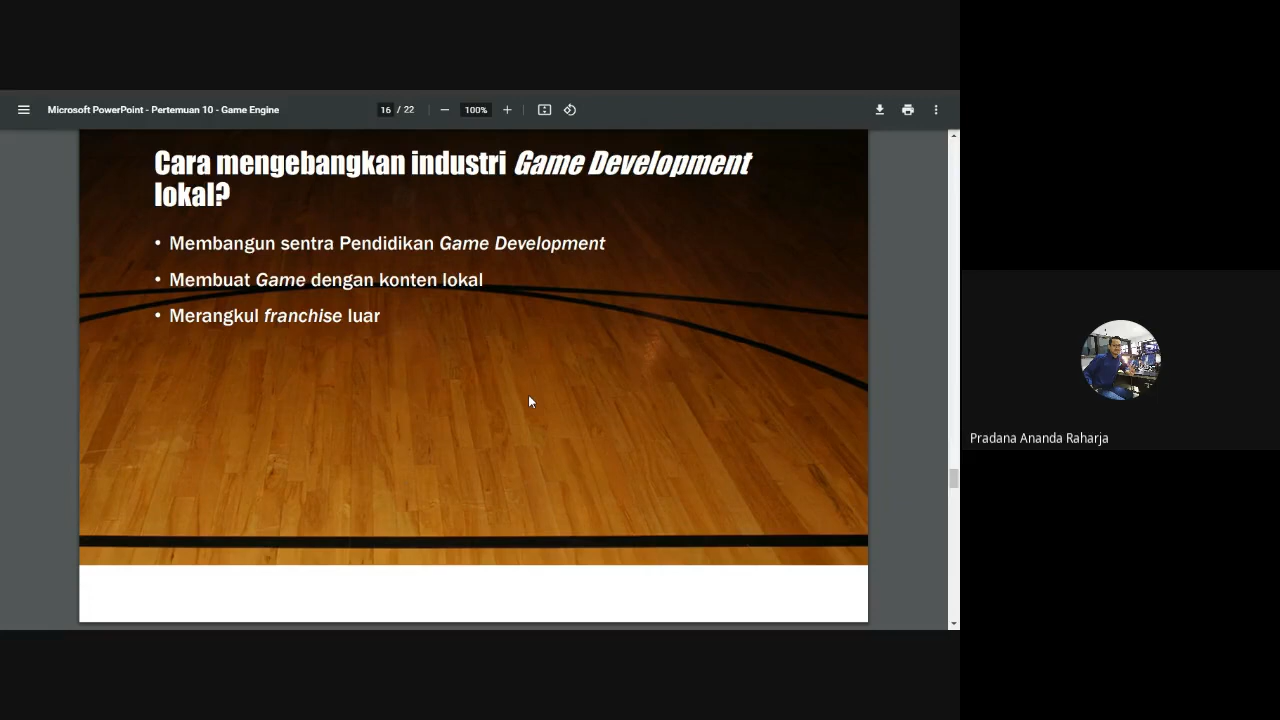 Microsoft PowerPoint - Pertemuan 10 - Game Engine
16 / 22
100%
Cara mengebangkan industri Game Development
lokal?
• Membangun sentra Pendidikan Game Development
• Membuat Game dengan konten lokal
• Merangkul franchise luar
Pradana Ananda Raharja